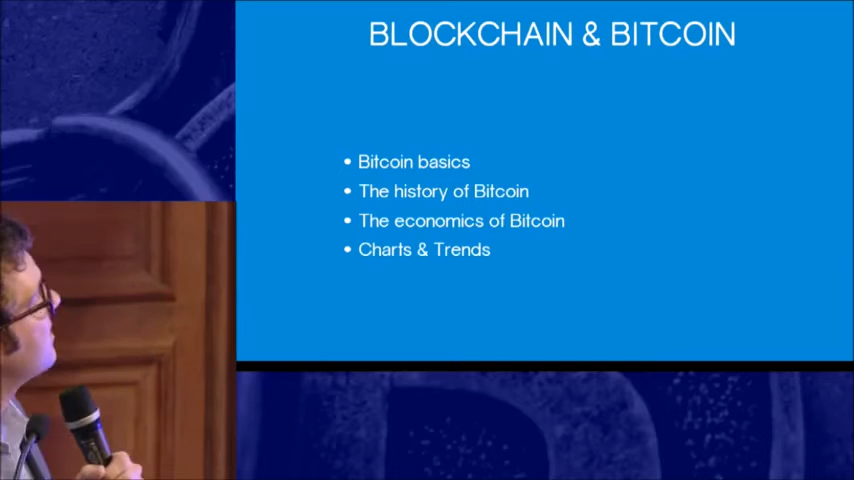 BLOCKCHAIN & BITCOIN
• Bitcoin basics
• The history of Bitcoin
• The economics of Bitcoin
• Charts & Trends